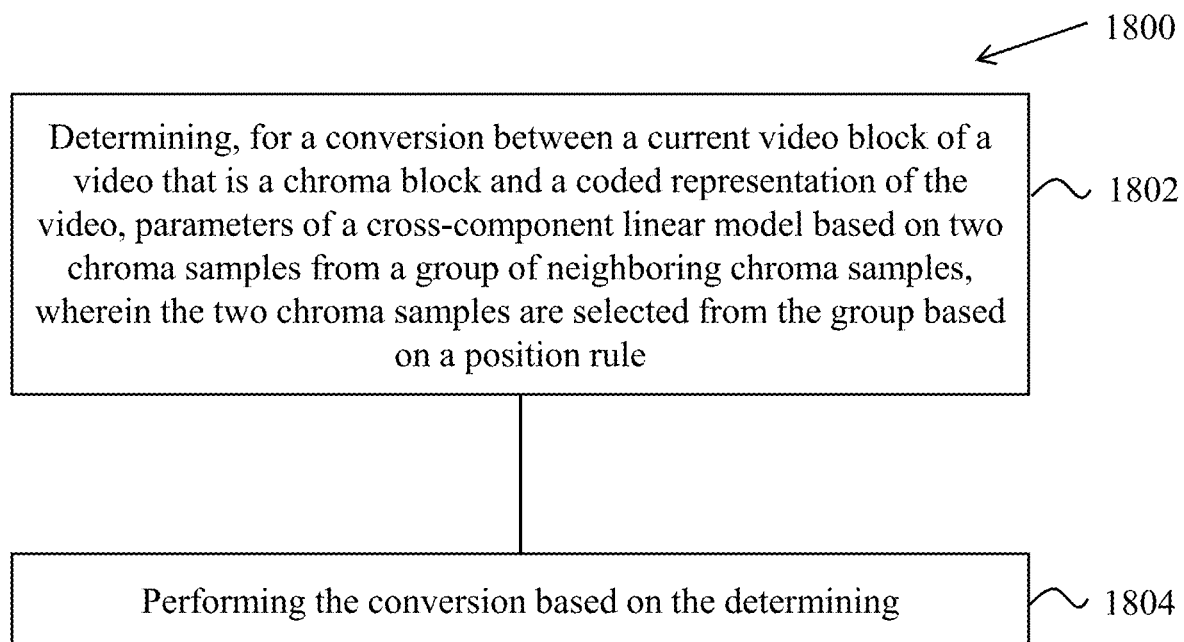 1800
Determining, for a conversion between a current video block of a
video that is a chroma block and a coded representation of the
video, parameters of a cross-component linear model based on two
chroma samples from a group of neighboring chroma samples,
wherein the two chroma samples are selected from the group based
on a position rule
1802
Performing the conversion based on the determining
1804